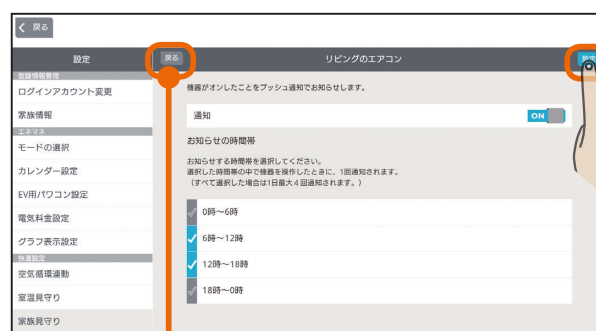 戻る
設定
戻る
リビングのエアコン
設定
登録情報管理
ログインアカウント変更
家族情報
エネマネ
モードの選択
カレンダー設定
EV用パワコン設定
電気料金設定
グラフ表示設定
快適設定
空気循環連動
室温見守り
家族見守り
機器がオンしたことをプッシュ通知でお知らせします。
通知
ON
お知らせの時間帯
お知らせする時間帯を選択してください。
選択した時間帯の中で機器を操作したときに、1回通知されます。
(すべて選択した場合は1日最大4回通知されます。)
0時〜6時
6時〜12時
12時〜18時
18時〜0時